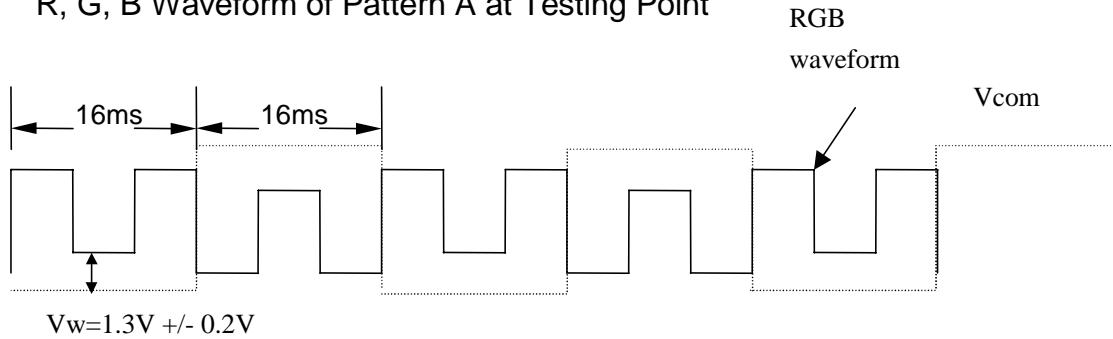 R, G, B Waveform of Pattern A at Testing Point
RGB
waveform
Vcom
16ms
16ms
Vw=1.3V +/- 0.2V